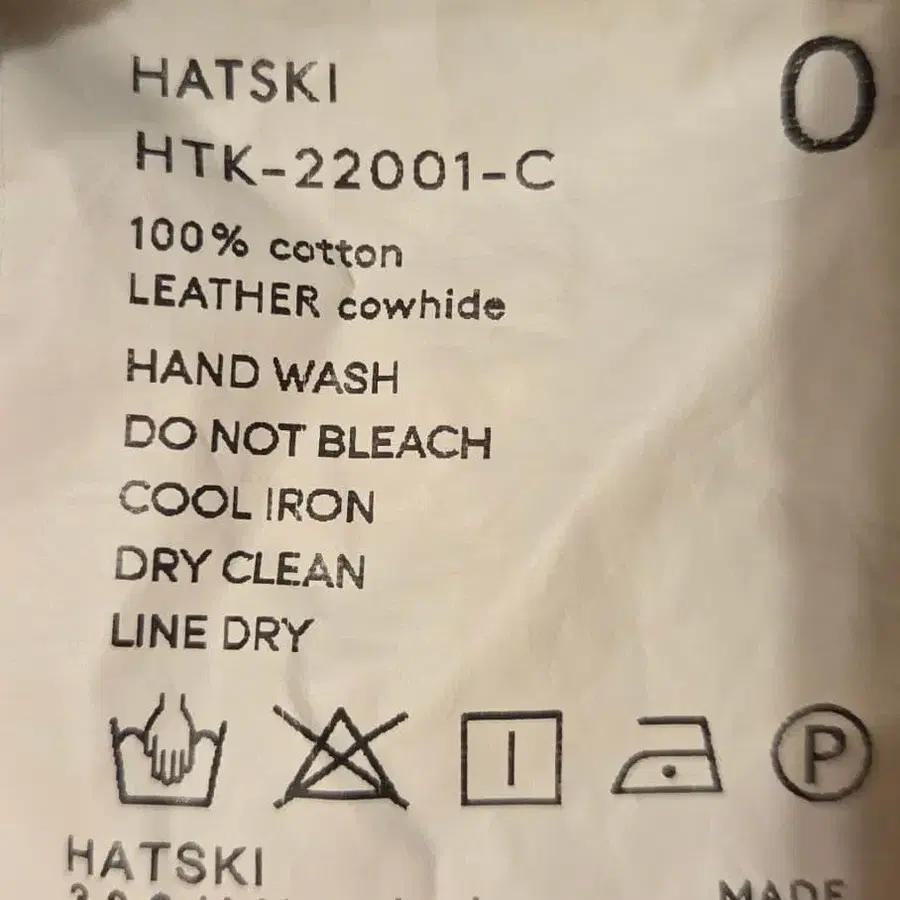 HATSKI
O
HTK-22001-C
100% cotton
LEATHER cowhide
HAND WASH
DO NOT BLEACH
COOL IRON
DRY CLEAN
LINE DRY
P
HATSKI
MADE